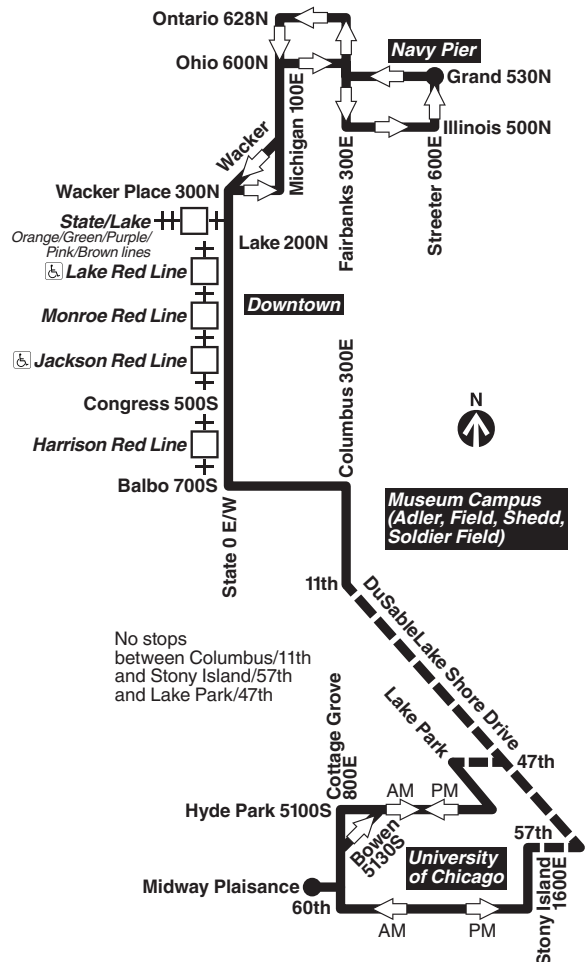 Ontario 628N
Ohio 600N
Navy Pier
Grand 530N
Michigan 100E
Illinois 500N
Wacker
Fairbanks 300E
Streeter 600E
Wacker Place 300N
State/Lake
Orange/Green/Purple/
Pink/Brown lines
Lake 200N
Lake Red Line
Downtown
Monroe Red Line
Jackson Red Line
Columbus 300E
Congress 500S
N
Harrison Red Line
Balbo 700S
State 0 E/W
Museum Campus
(Adler, Field, Shedd,
Soldier Field)
11th
DuSableLake Shore Drive
No stops
between Columbus/11th
and Stony Island/57th
and Lake Park/47th
Lake Park
47th
Cottage Grove
800E
AM
PM
Hyde Park 5100S
Bowen
5130S
57th
University
of Chicago
Stony Island
1600E
Midway Plaisance
60th
AM
PM